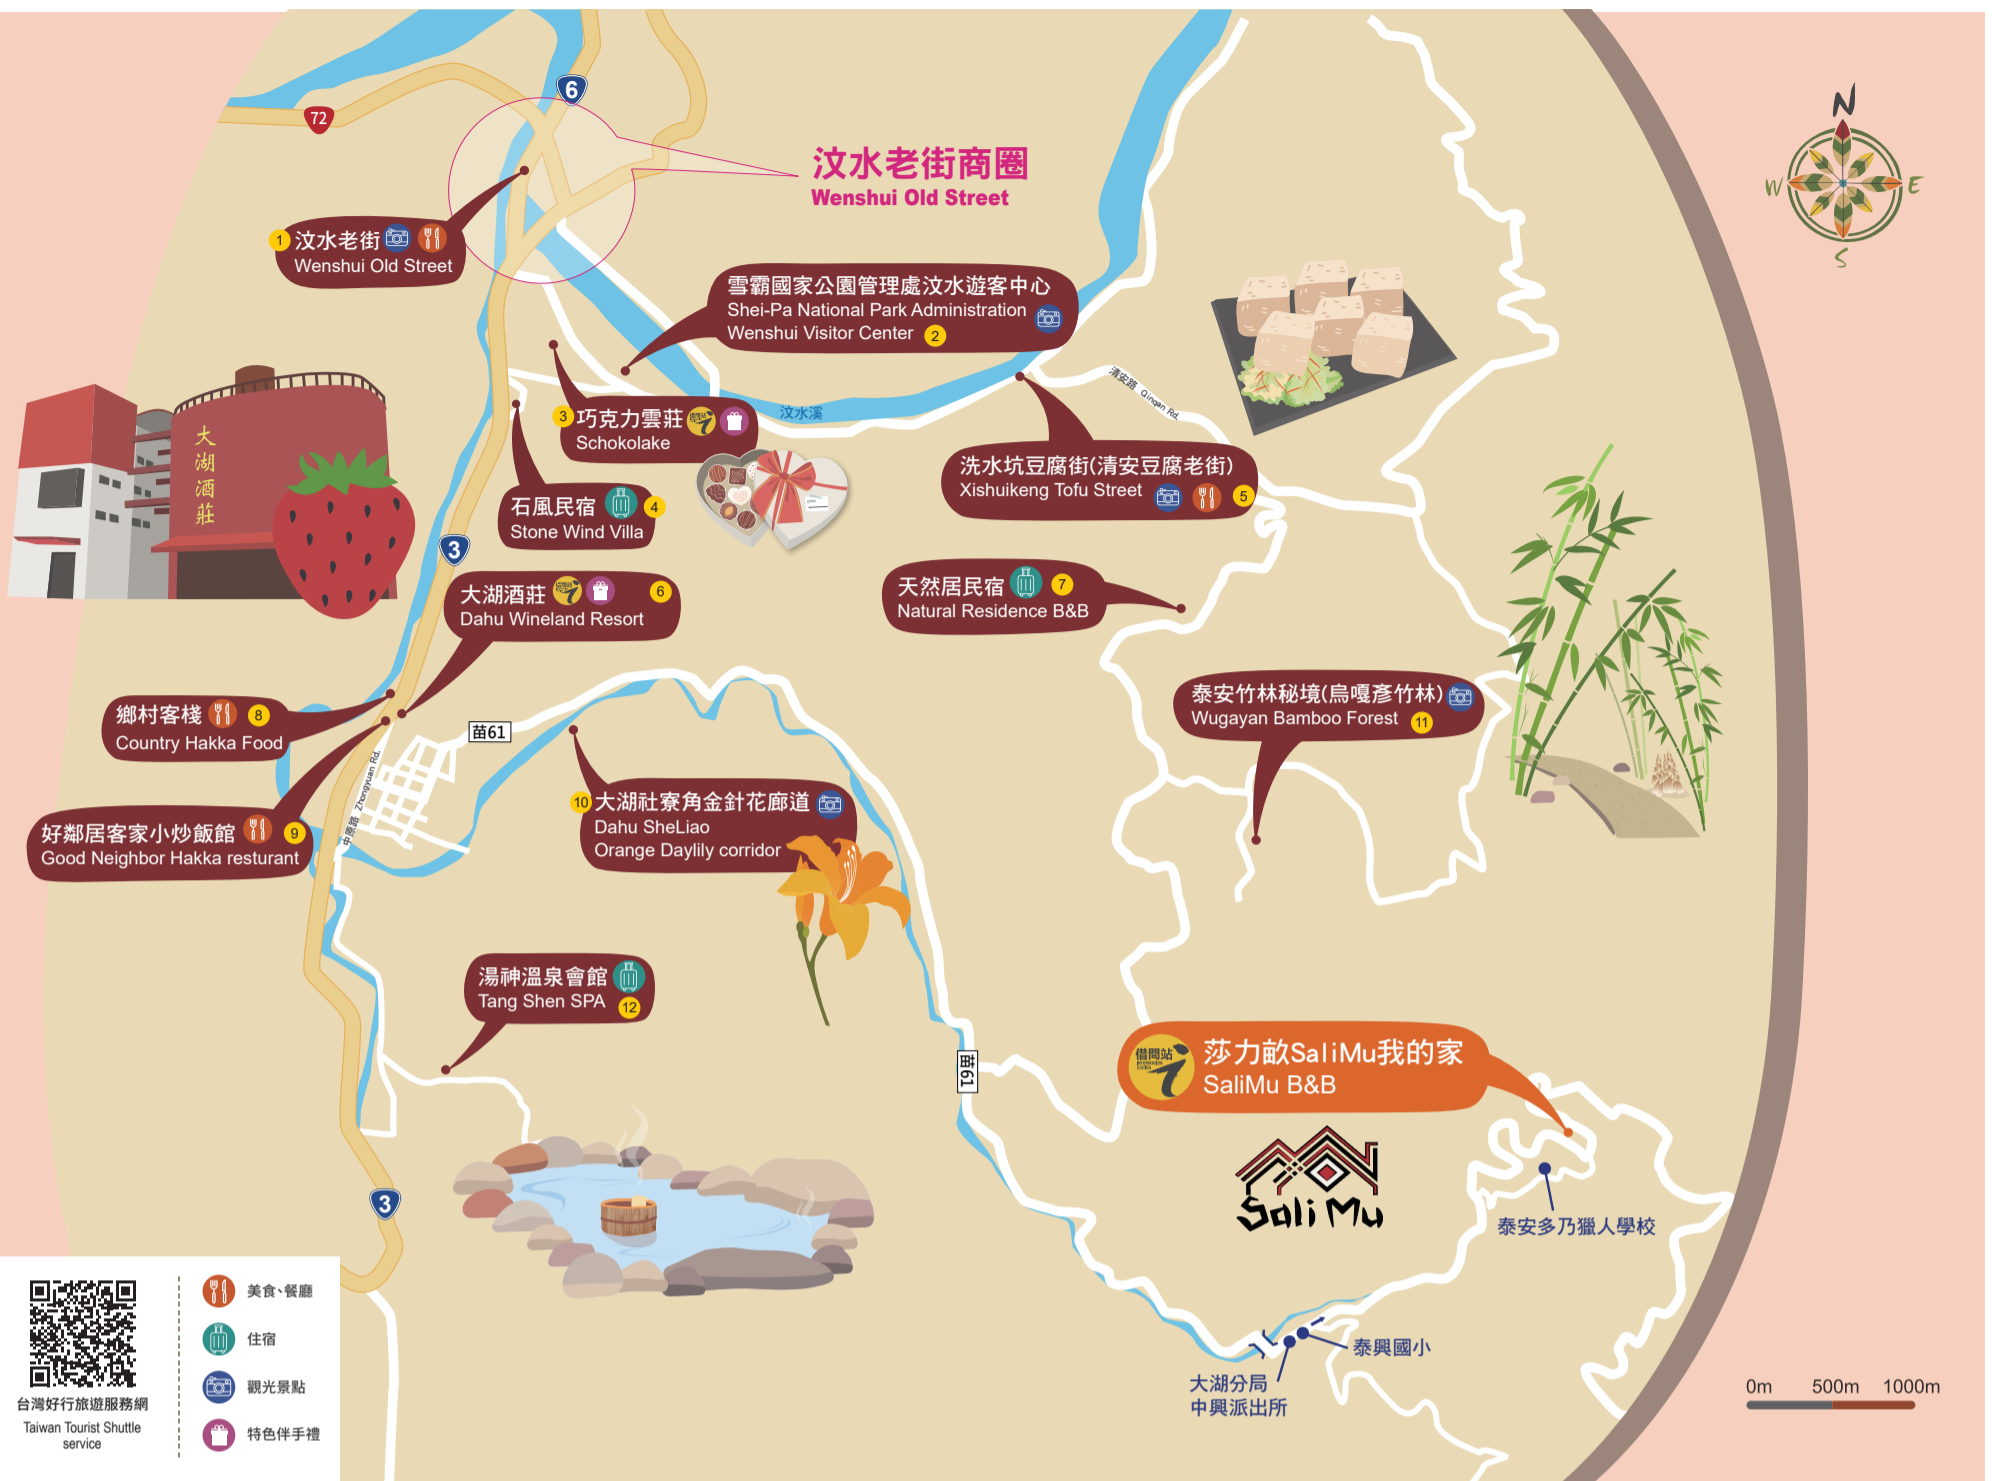 6
72
N
W
E
S
汶水老街商圈
Wenshui Old Street
1 汶水老街
Wenshui Old Street
雪霸國家公園管理處汶水遊客中心
Shei-Pa National Park Administration
Wenshui Visitor Center 2
3 巧克力雲莊 借問站
Schokolake
汶水溪
清安路 Qingan Rd.
大湖酒莊
石風民宿 4
Stone Wind Villa
洗水坑豆腐街(清安豆腐老街)
Xishuikeng Tofu Street 5
3
大湖酒莊 借問站 6
Dahu Wineland Resort
天然居民宿 7
Natural Residence B&B
鄉村客棧 8
Country Hakka Food
苗61
泰安竹林秘境(烏嘎彥竹林)
Wugayan Bamboo Forest 11
中原路 Zhongyuan Rd.
好鄰居客家小炒飯館 9
Good Neighbor Hakka resturant
10 大湖社寮角金針花廊道
Dahu SheLiao
Orange Daylily corridor
湯神溫泉會館
Tang Shen SPA 12
苗61
借問站
莎力畝SaliMu我的家
SaliMu B&B
Sali Mu
3
泰安多乃獵人學校
泰興國小
大湖分局
中興派出所
0m 500m 1000m
台灣好行旅遊服務網
Taiwan Tourist Shuttle
service
美食、餐廳
住宿
觀光景點
特色伴手禮